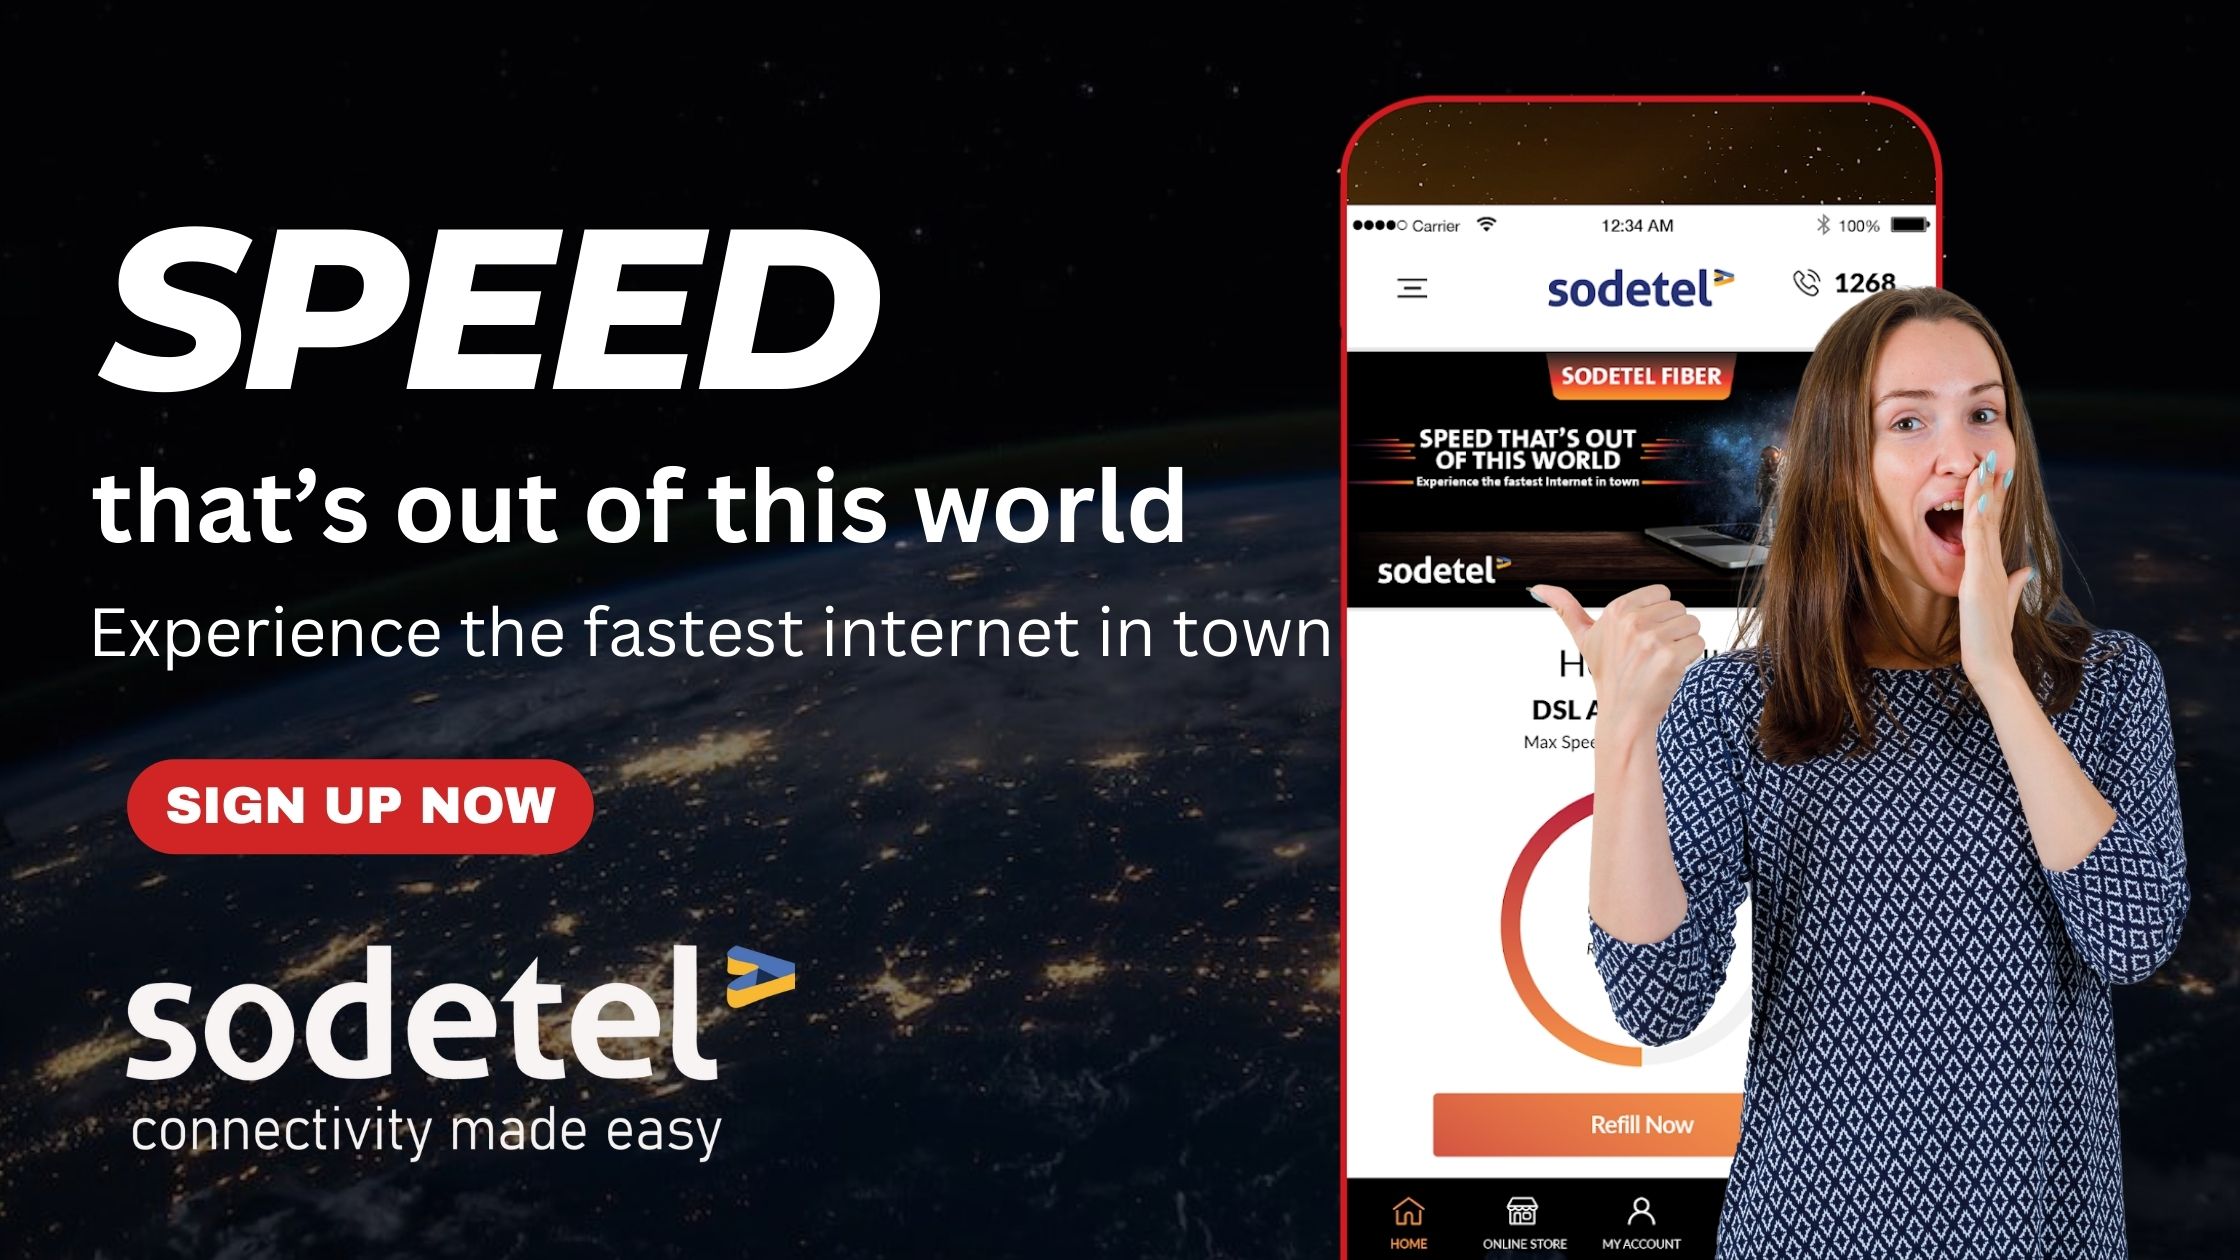 SPEED
that's out of this world
Experience the fastest internet in town
SIGN UP NOW
sodetel
connectivity made easy
Carrier 12:34 AM 100%
sodetel 1268
SODETEL FIBER
SPEED THAT'S OUT
OF THIS WORLD
Experience the fastest Internet in town
sodetel
DSL
Max
Refill Now
HOME ONLINE STORE MY ACCOUNT